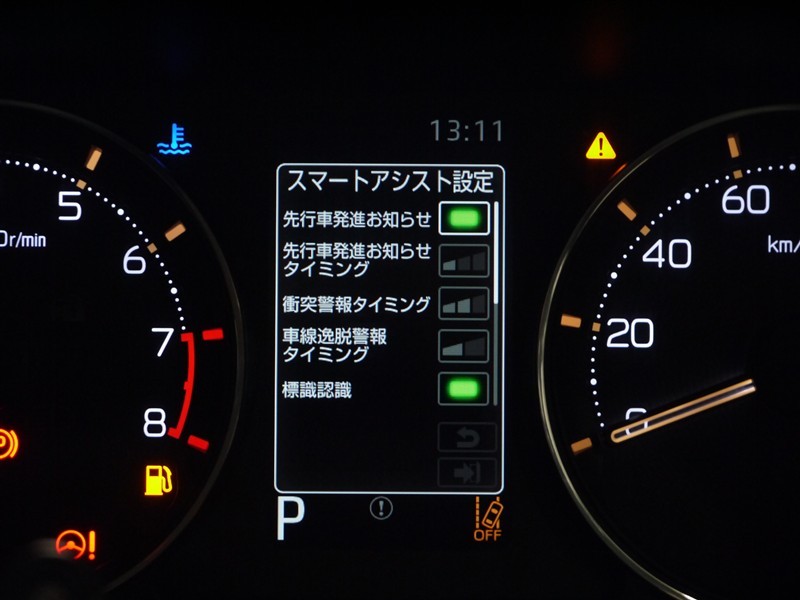 13:11
スマートアシスト設定
先行車発進お知らせ
先行車発進お知らせ
タイミング
衝突警報タイミング
車線逸脱警報
タイミング
標識認識
P
OFF
5
6
7
8
0r/min
60
40
20
0
km/